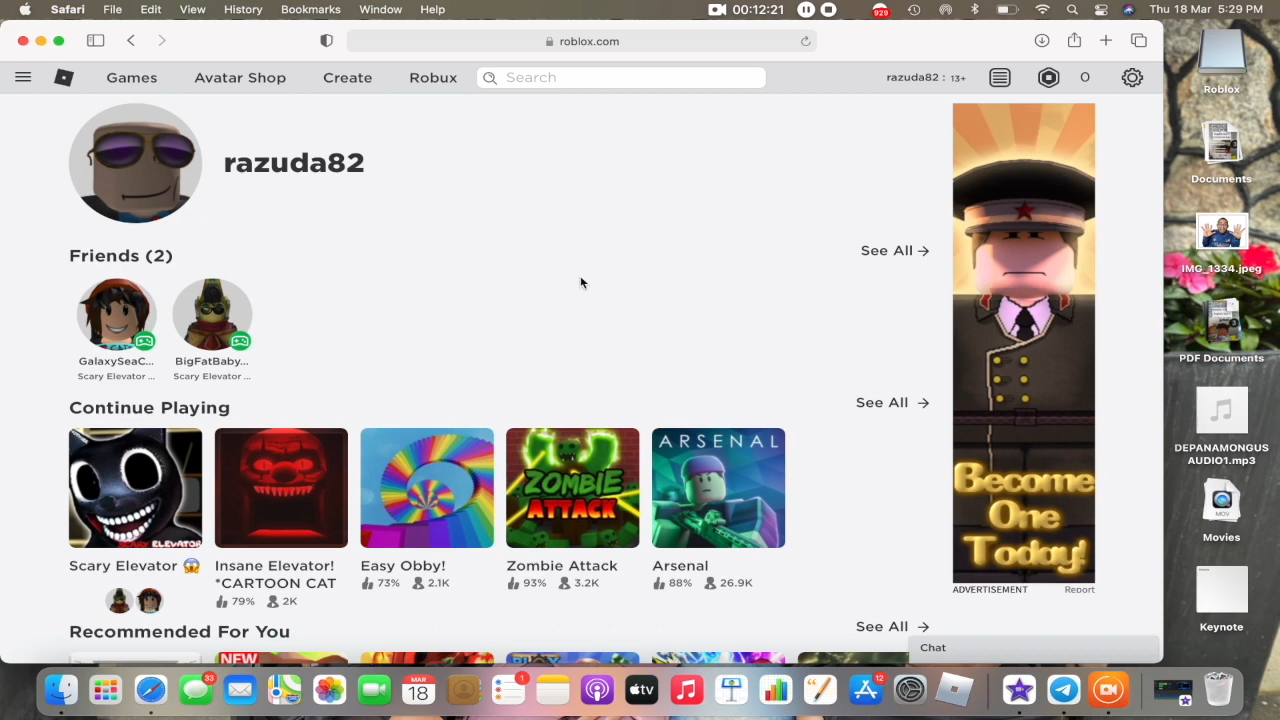 Safari File Edit View History Bookmarks Window Help
00:12:21
929
Thu 18 Mar 5:29 PM
roblox.com
Games Avatar Shop Create Robux
Search
razuda82 : 13+
0
razuda82
Friends (2)
See All →
GalaxySeaC...
Scary Elevator ...
BigFatBaby...
Scary Elevator ...
Continue Playing
See All →
SCARY ELEVATOR
ZOMBIE
ATTACK
ARSENAL
Scary Elevator 😱
Insane Elevator!
*CARTOON CAT
79% 2K
Easy Obby!
73% 2.1K
Zombie Attack
93% 3.2K
Arsenal
88% 26.9K
Recommended For You
See All →
NEW
Become
One
Today!
ADVERTISEMENT
Report
Chat
Roblox
Documents
IMG_1334.jpeg
PDF Documents
DEPANAMONGUS
AUDIO1.mp3
MOV
Movies
Keynote
33
MAR
18
1
tv
12